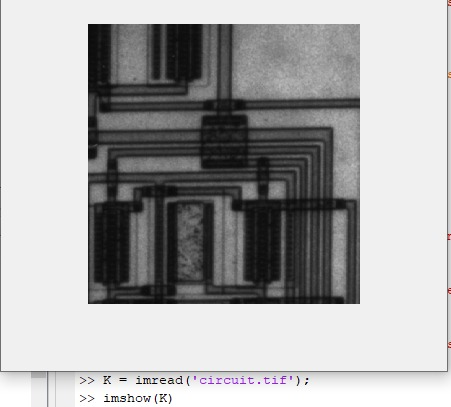 >> K = imread('circuit.tif');
>> imshow(K)